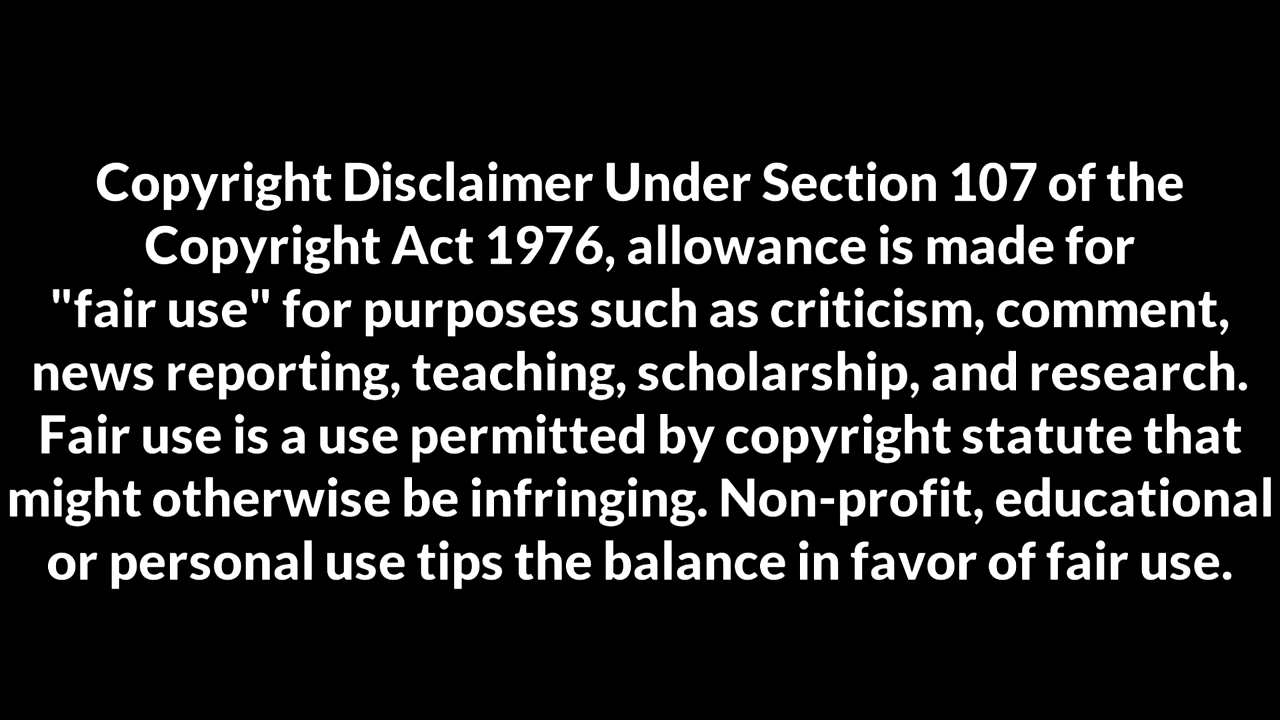 Copyright Disclaimer Under Section 107 of the
Copyright Act 1976, allowance is made for
"fair use" for purposes such as criticism, comment,
news reporting, teaching, scholarship, and research.
Fair use is a use permitted by copyright statute that
might otherwise be infringing. Non-profit, educational
or personal use tips the balance in favor of fair use.